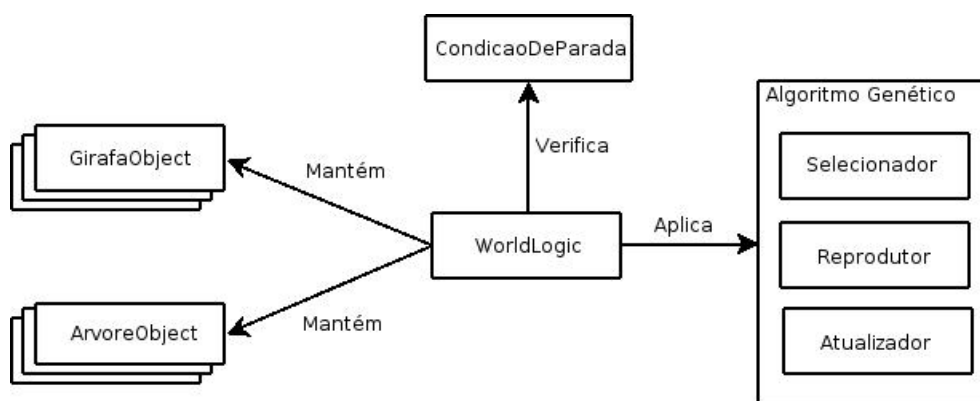 CondicaoDeParada
Algoritmo Genético
GirafaObject
Mantém
Verifica
Selecionador
WorldLogic
Aplica
Reprodutor
ArvoreObject
Mantém
Atualizador